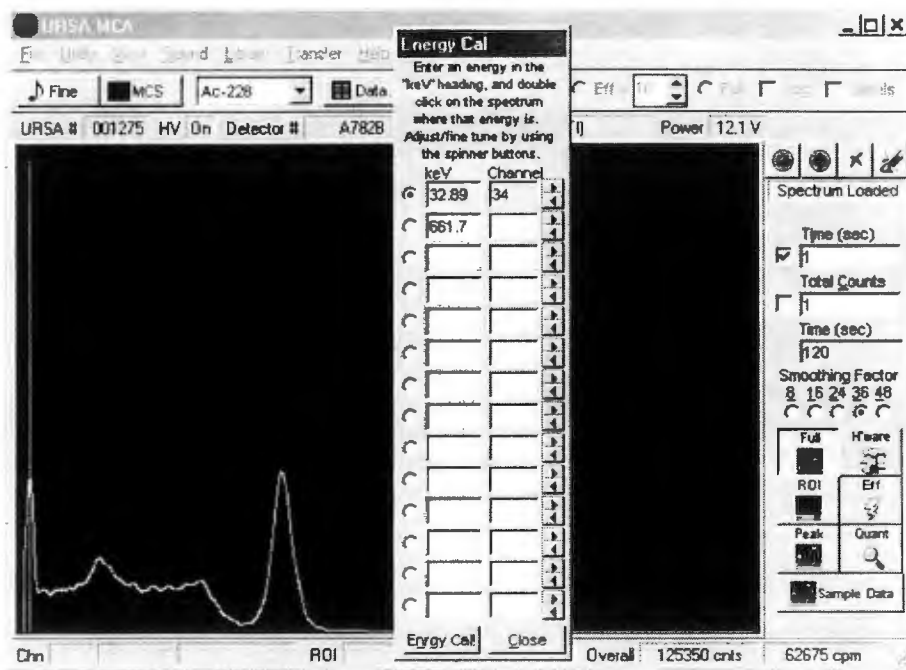 URSA MCA
Energy Cal
Enter an energy in the
"keV" heading, and double
click on the spectrum
where that energy is.
Adjust/fine tune by using
the spinner buttons.
Transfer Help
Fine MCS Ac-228 Data
Eff
URSA # 001275 HV On Detector # A782B Power 12.1 V
keV Channel
32.89 34
661.7
Spectrum Loaded
Time (sec)
1
Total Counts
1
Time (sec)
120
Smoothing Factor
8 16 24 36 48
Full H'ware
ROI Eff
Peak Quant
Sample Data
Enrgy Cal! Close
Chn ROI Overall 125350 cnts 62675 cpm